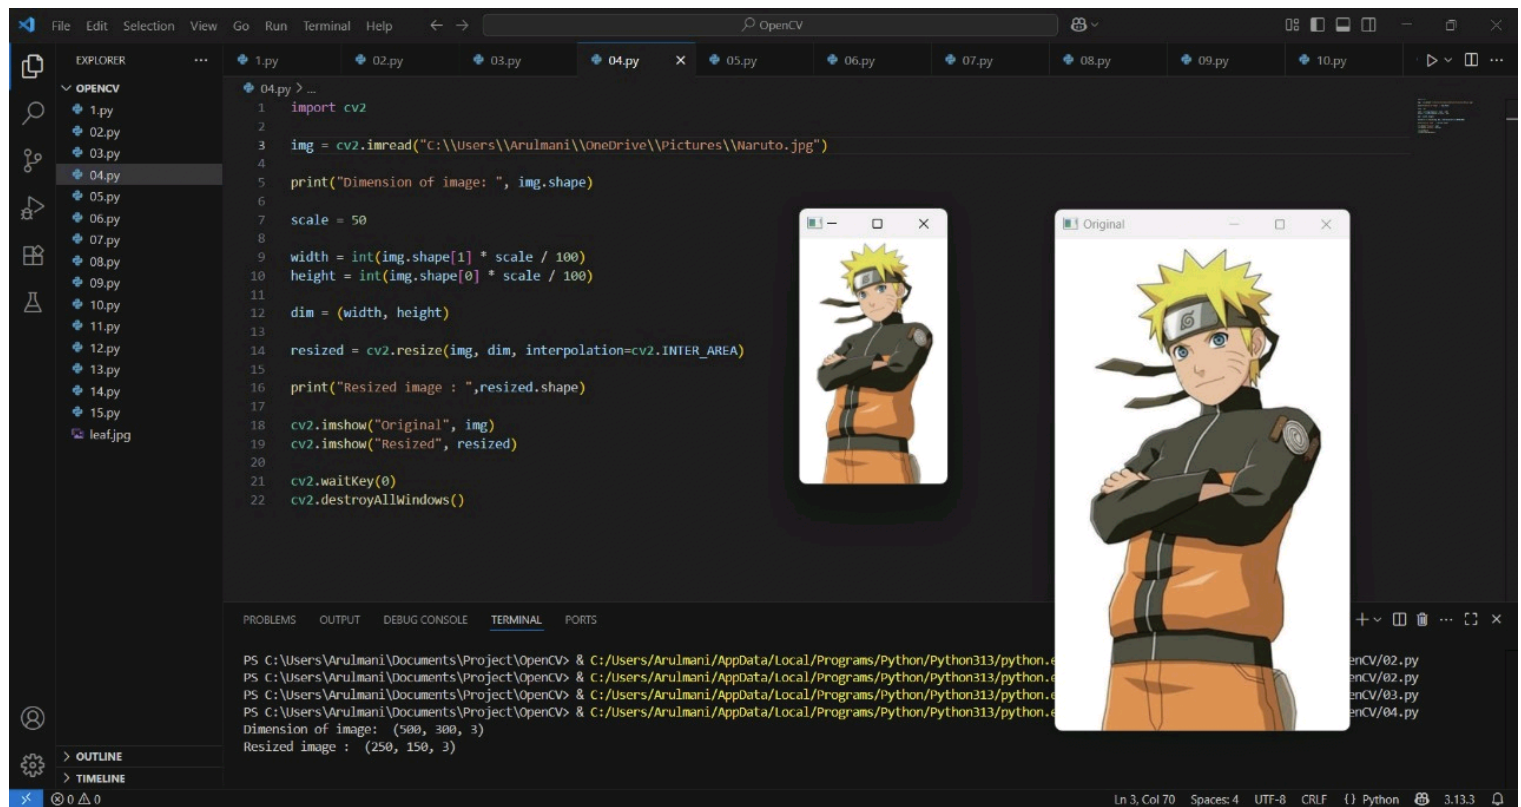 File Edit Selection View Go Run Terminal Help
OpenCV
EXPLORER
1.py 02.py 03.py 04.py 05.py 06.py 07.py 08.py 09.py 10.py
OPENCV
1.py
02.py
03.py
04.py
05.py
06.py
07.py
08.py
09.py
10.py
11.py
12.py
13.py
14.py
15.py
leaf.jpg
OUTLINE
TIMELINE
04.py > ...
1 import cv2
2
3 img = cv2.imread("C:\\Users\\Arulmani\\OneDrive\\Pictures\\Naruto.jpg")
4
5 print("Dimension of image: ", img.shape)
6
7 scale = 50
8
9 width = int(img.shape[1] * scale / 100)
10 height = int(img.shape[0] * scale / 100)
11
12 dim = (width, height)
13
14 resized = cv2.resize(img, dim, interpolation=cv2.INTER_AREA)
15
16 print("Resized image : ",resized.shape)
17
18 cv2.imshow("Original", img)
19 cv2.imshow("Resized", resized)
20
21 cv2.waitKey(0)
22 cv2.destroyAllWindows()
Original
PROBLEMS OUTPUT DEBUG CONSOLE TERMINAL PORTS
PS C:\Users\Arulmani\Documents\Project\OpenCV> & C:/Users/Arulmani/AppData/Local/Programs/Python/Python313/python.e enCV/02.py
PS C:\Users\Arulmani\Documents\Project\OpenCV> & C:/Users/Arulmani/AppData/Local/Programs/Python/Python313/python.e enCV/02.py
PS C:\Users\Arulmani\Documents\Project\OpenCV> & C:/Users/Arulmani/AppData/Local/Programs/Python/Python313/python.e enCV/03.py
PS C:\Users\Arulmani\Documents\Project\OpenCV> & C:/Users/Arulmani/AppData/Local/Programs/Python/Python313/python.e enCV/04.py
Dimension of image:  (500, 300, 3)
Resized image :  (250, 150, 3)
0 0
Ln 3, Col 70 Spaces: 4 UTF-8 CRLF {} Python 3.13.3